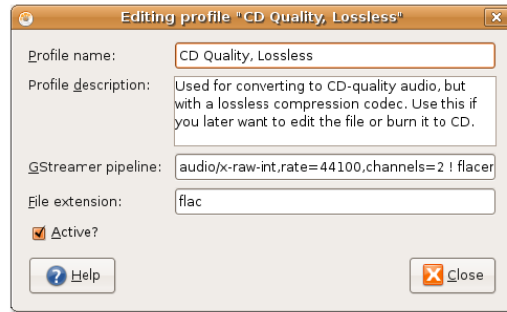 Editing profile "CD Quality, Lossless"
Profile name: CD Quality, Lossless
Profile description: Used for converting to CD-quality audio, but
with a lossless compression codec. Use this if
you later want to edit the file or burn it to CD.
GStreamer pipeline: audio/x-raw-int,rate=44100,channels=2 ! flacen
File extension: flac
Active?
Help Close